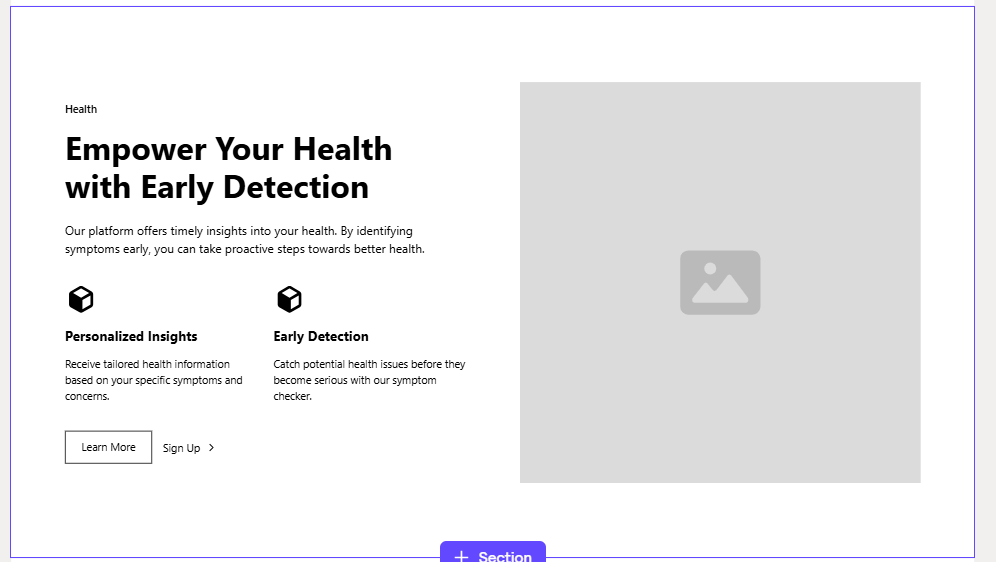 Health
Empower Your Health
with Early Detection
Our platform offers timely insights into your health. By identifying
symptoms early, you can take proactive steps towards better health.
Personalized Insights
Receive tailored health information
based on your specific symptoms and
concerns.
Early Detection
Catch potential health issues before they
become serious with our symptom
checker.
Learn More
Sign Up
Section